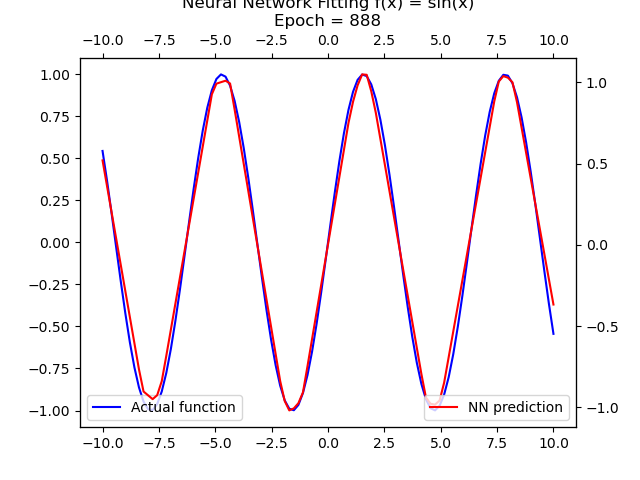 Neural Network Fitting f(x) = sin(x)
Epoch = 888
−10.0 −7.5 −5.0 −2.5 0.0 2.5 5.0 7.5 10.0
1.00
0.75
0.50
0.25
0.00
−0.25
−0.50
−0.75
−1.00
1.0
0.5
0.0
−0.5
−1.0
Actual function
NN prediction
−10.0 −7.5 −5.0 −2.5 0.0 2.5 5.0 7.5 10.0